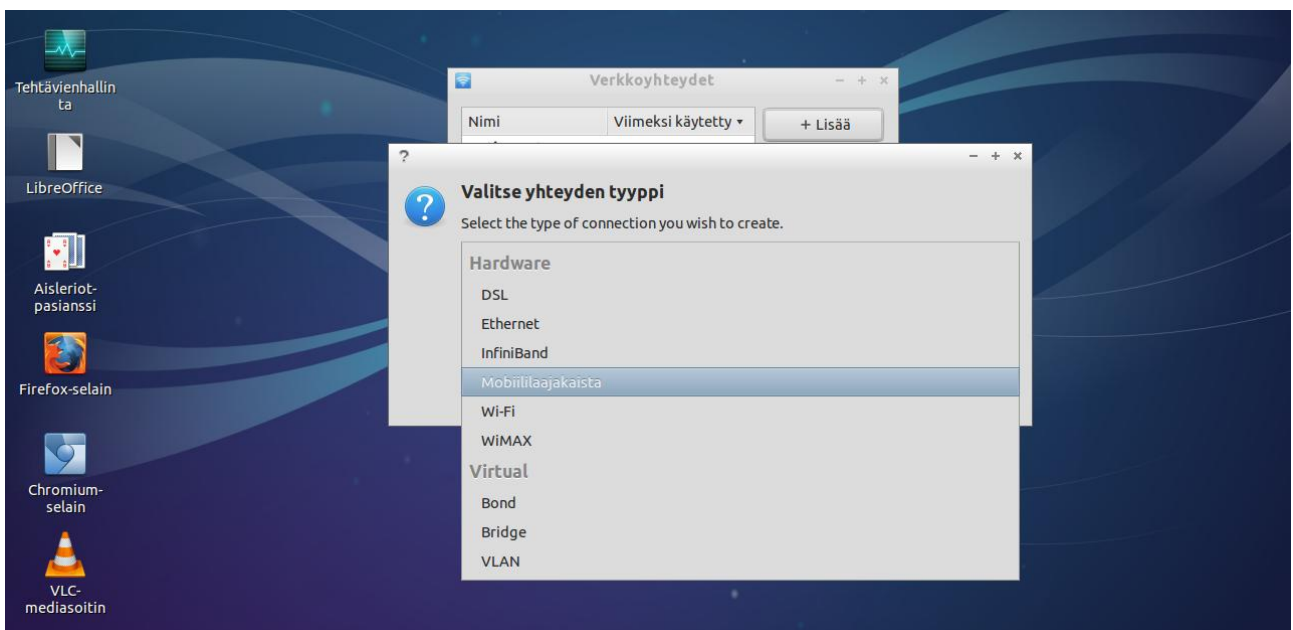 Tehtävienhallin
ta
LibreOffice
Aisleriot-
pasianssi
Firefox-selain
Chromium-
selain
VLC-
mediasoitin
Verkkoyhteydet
Nimi Viimeksi käytetty
+ Lisää
Valitse yhteyden tyyppi
Select the type of connection you wish to create.
Hardware
DSL
Ethernet
InfiniBand
Mobiililaajakaista
Wi-Fi
WiMAX
Virtual
Bond
Bridge
VLAN